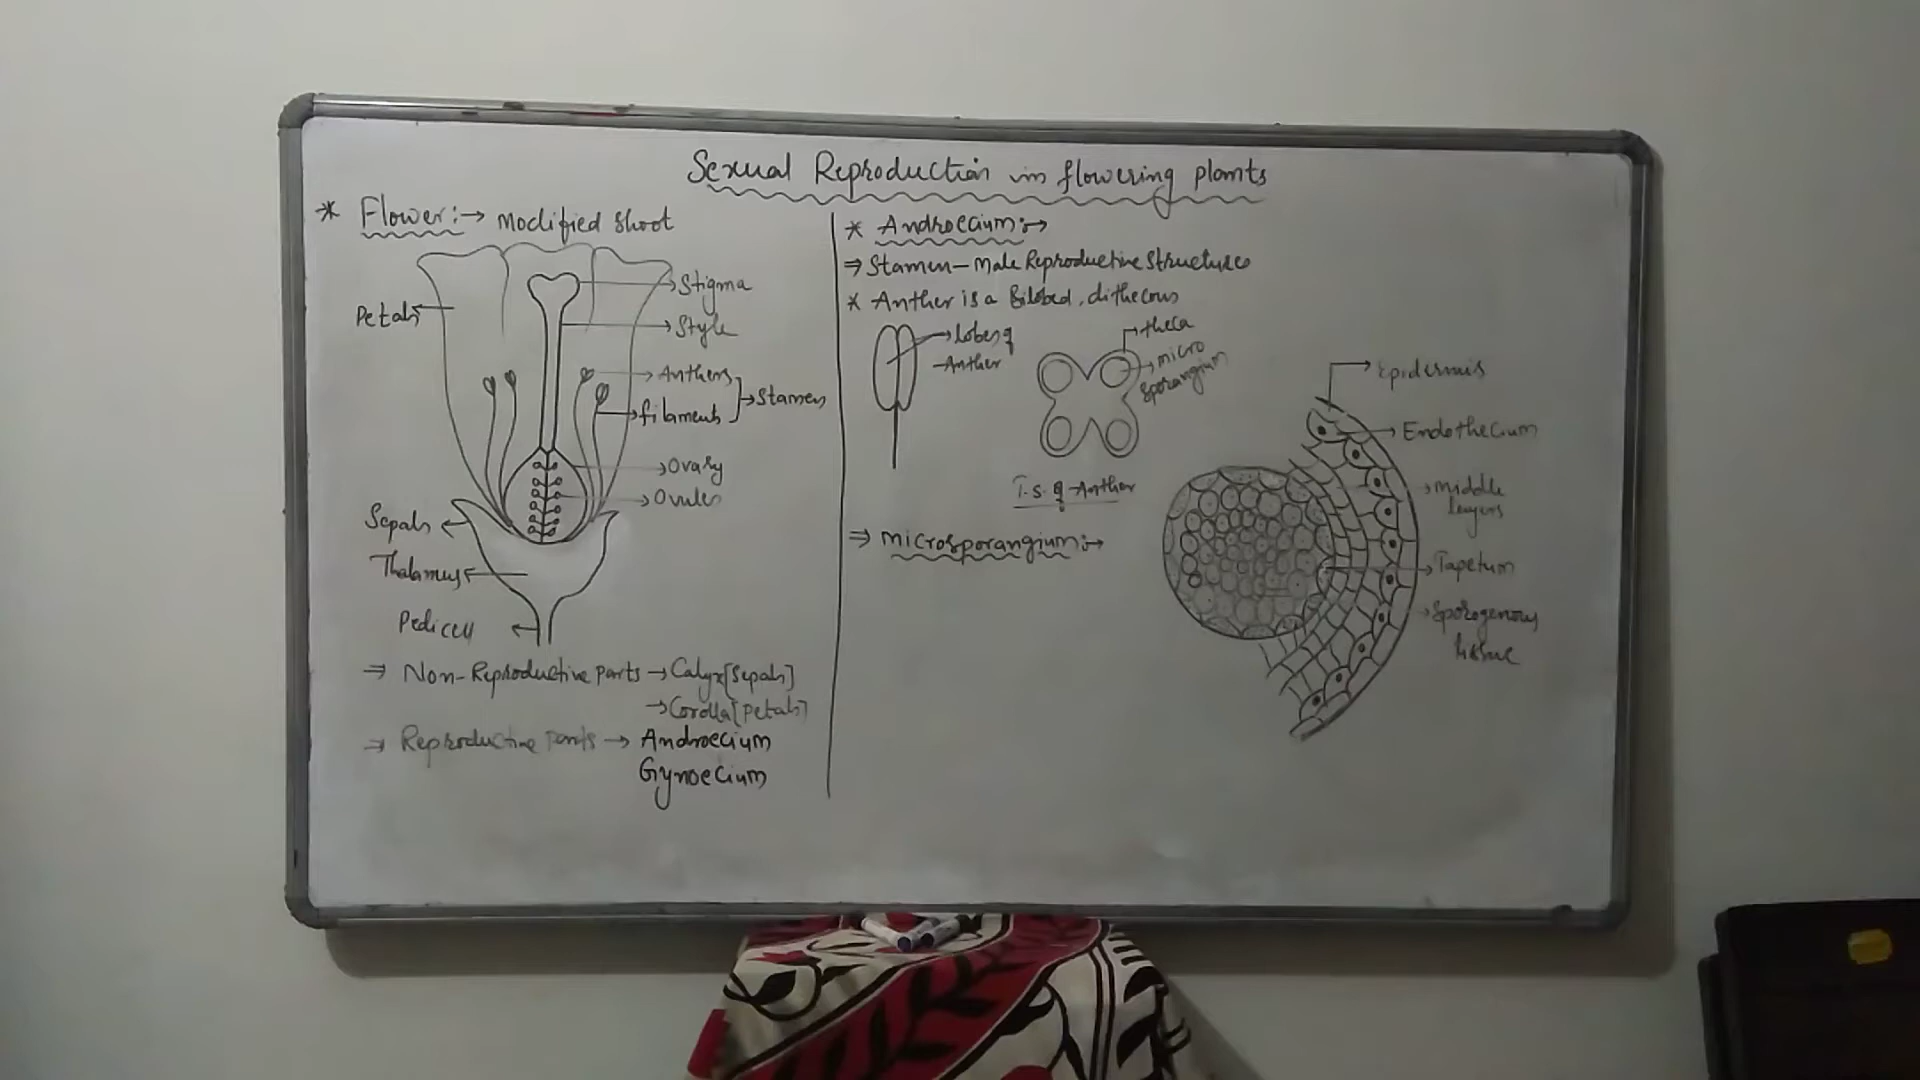 Sexual Reproduction in flowering plants
* Flower:→ Modified shoot
Petals
Stigma
Style
Anthers
filaments
Stamens
Ovary
Ovules
Sepals
Thalamus
Pedicell
⇒ Non-Reproductive parts → Calyx[Sepals]
→ Corolla[Petals]
⇒ Reproductive parts → Androecium
Gynoecium
* Androecium:→
⇒ Stamen - Male Reproductive Structures
* Anther is a Bilobed, dithecous
lobes of
Anther
theca
micro
sporangium
T.S. of Anther
⇒ microsporangium:→
Epidermis
Endothecium
middle
layers
Tapetum
Sporogenous
tissue